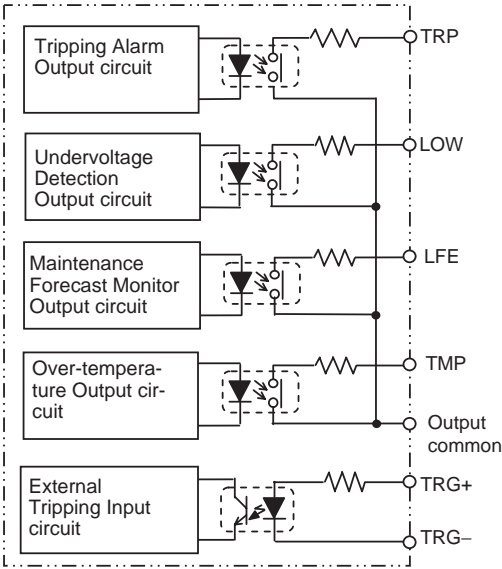 Tripping Alarm
Output circuit
TRP
Undervoltage
Detection
Output circuit
LOW
Maintenance
Forecast Monitor
Output circuit
LFE
Over-tempera-
ture Output cir-
cuit
TMP
Output
common
External
Tripping Input
circuit
TRG+
TRG−